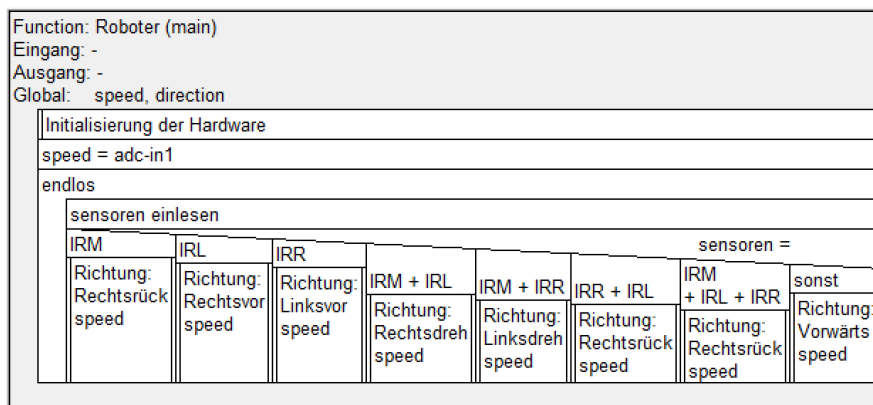 Function: Roboter (main)
Eingang: -
Ausgang: -
Global: speed, direction
Initialisierung der Hardware
speed = adc-in1
endlos
sensoren einlesen
sensoren =
IRM
Richtung:
Rechtsrück
speed
IRL
Richtung:
Rechtsvor
speed
IRR
Richtung:
Linksvor
speed
IRM + IRL
Richtung:
Rechtsdreh
speed
IRM + IRR
Richtung:
Linksdreh
speed
IRR + IRL
Richtung:
Rechtsrück
speed
IRM
+ IRL + IRR
Richtung:
Rechtsrück
speed
sonst
Richtung:
Vorwärts
speed